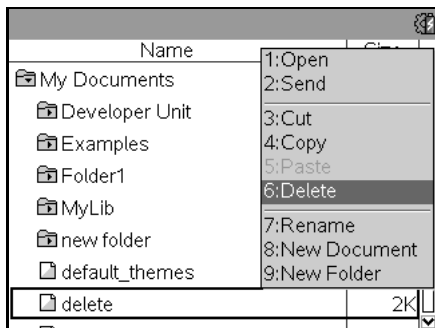 Name
My Documents
Developer Unit
Examples
Folder1
MyLib
new folder
default_themes
delete 2K
1:Open
2:Send
3:Cut
4:Copy
5:Paste
6:Delete
7:Rename
8:New Document
9:New Folder